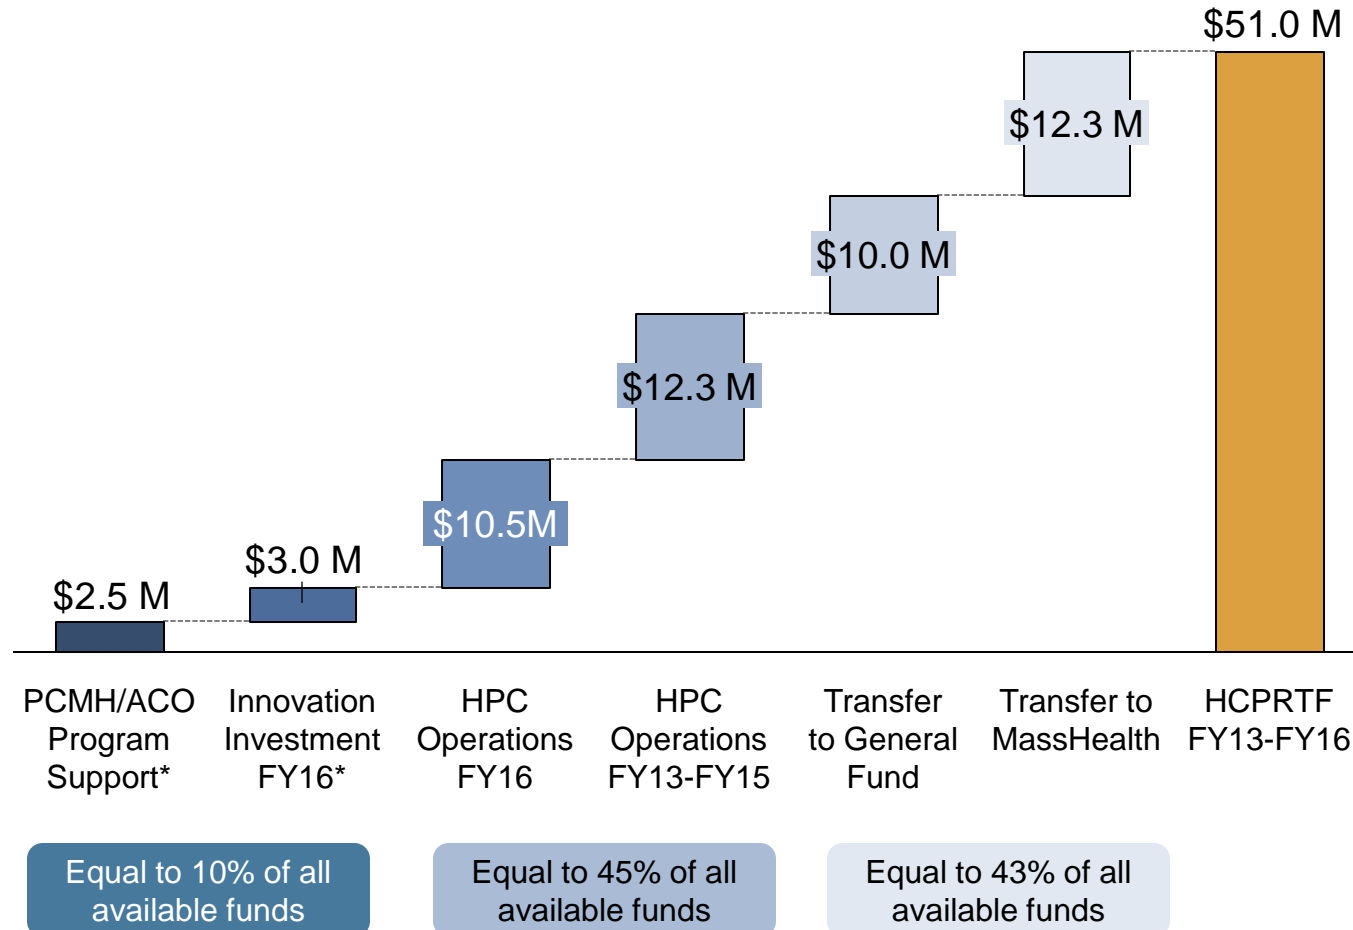 $51.0 M
$12.3 M
$10.0 M
$12.3 M
$10.5M
$3.0 M
$2.5 M
PCMH/ACO
Program
Support*
Innovation
Investment
FY16*
HPC
Operations
FY16
HPC
Operations
FY13-FY15
Transfer
to General
Fund
Transfer to
MassHealth
HCPRTF
FY13-FY16
Equal to 10% of all
available funds
Equal to 45% of all
available funds
Equal to 43% of all
available funds